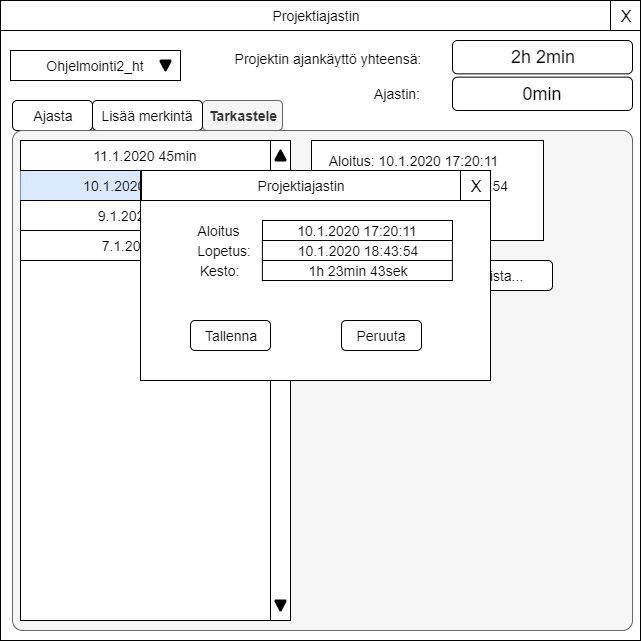 Projektiajastin
X
Ohjelmointi2_ht
Projektin ajankäyttö yhteensä:
2h 2min
Ajastin:
0min
Ajasta
Lisää merkintä
Tarkastele
11.1.2020 45min
Aloitus: 10.1.2020 17:20:11
10.1.2020
:54
9.1.202
7.1.20
ista...
Projektiajastin
X
Aloitus
10.1.2020 17:20:11
Lopetus:
10.1.2020 18:43:54
Kesto:
1h 23min 43sek
Tallenna
Peruuta